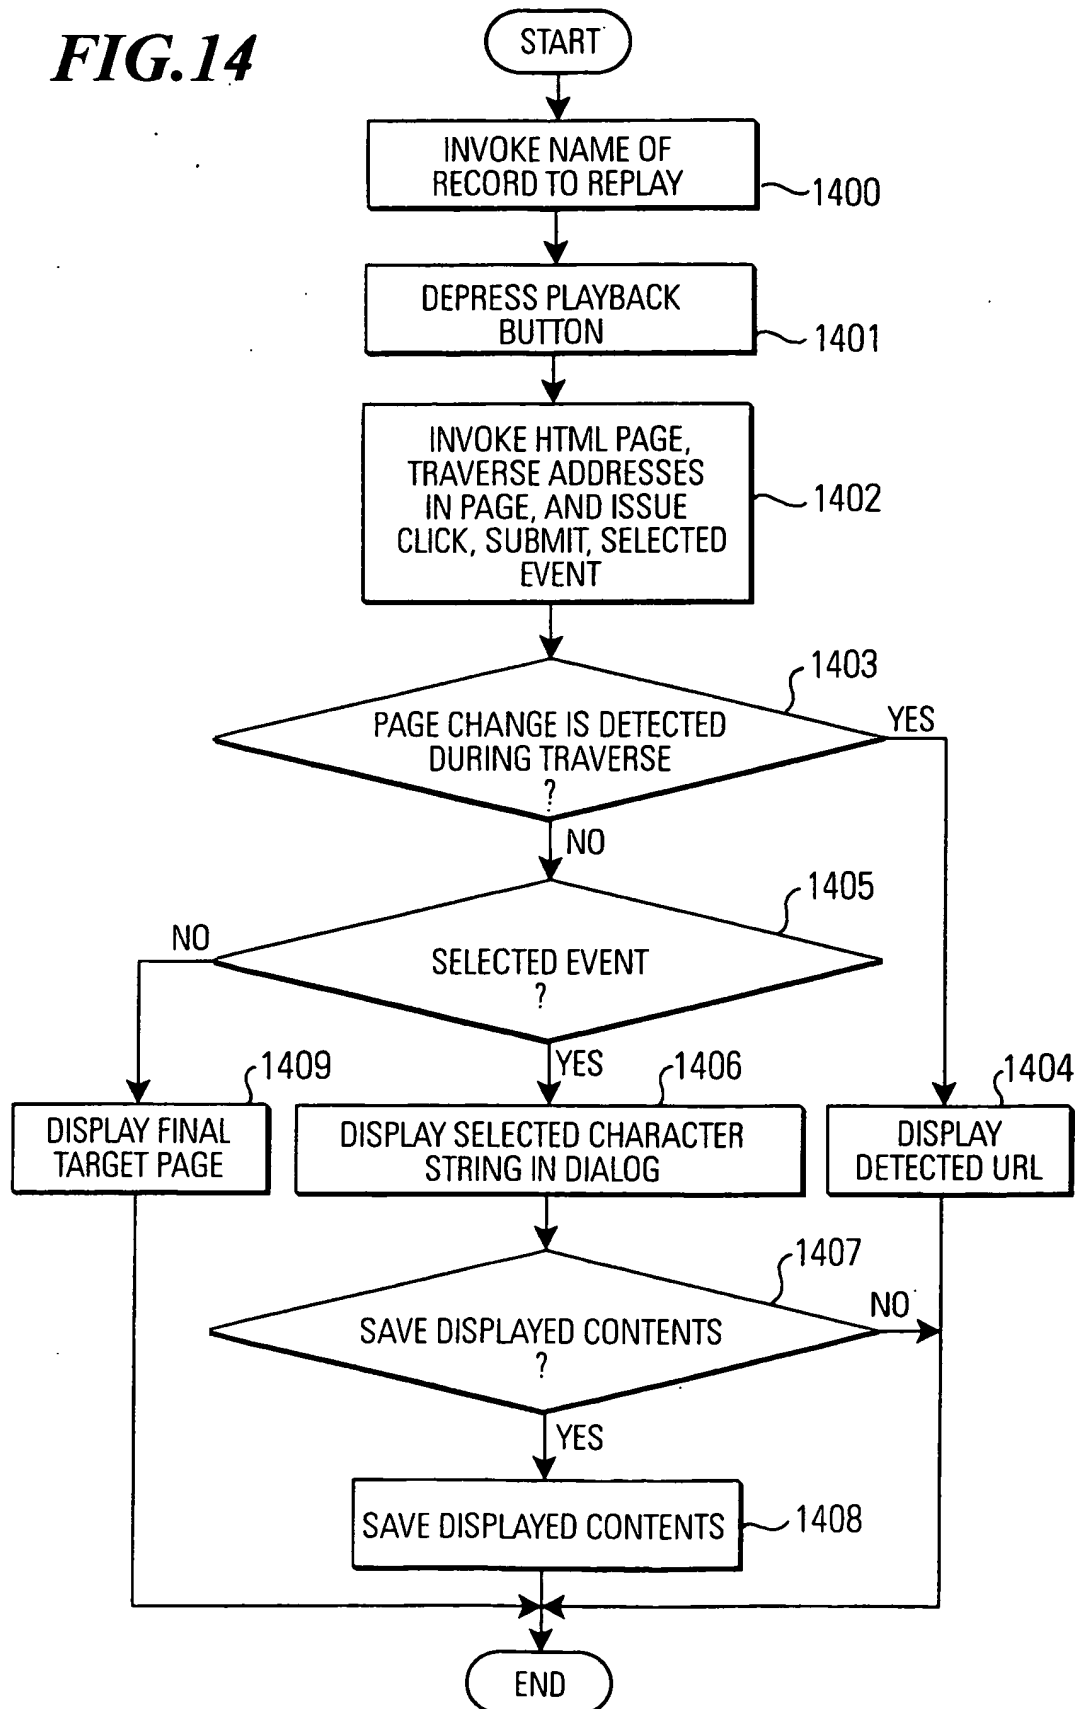 FIG.14
START
INVOKE NAME OF
RECORD TO REPLAY
1400
DEPRESS PLAYBACK
BUTTON
1401
INVOKE HTML PAGE,
TRAVERSE ADDRESSES
IN PAGE, AND ISSUE
CLICK, SUBMIT, SELECTED
EVENT
1402
1403
PAGE CHANGE IS DETECTED
DURING TRAVERSE
?
YES
NO
1405
SELECTED EVENT
?
NO
YES
1409
DISPLAY FINAL
TARGET PAGE
1406
DISPLAY SELECTED CHARACTER
STRING IN DIALOG
1404
DISPLAY
DETECTED URL
1407
SAVE DISPLAYED CONTENTS
?
NO
YES
SAVE DISPLAYED CONTENTS
1408
END